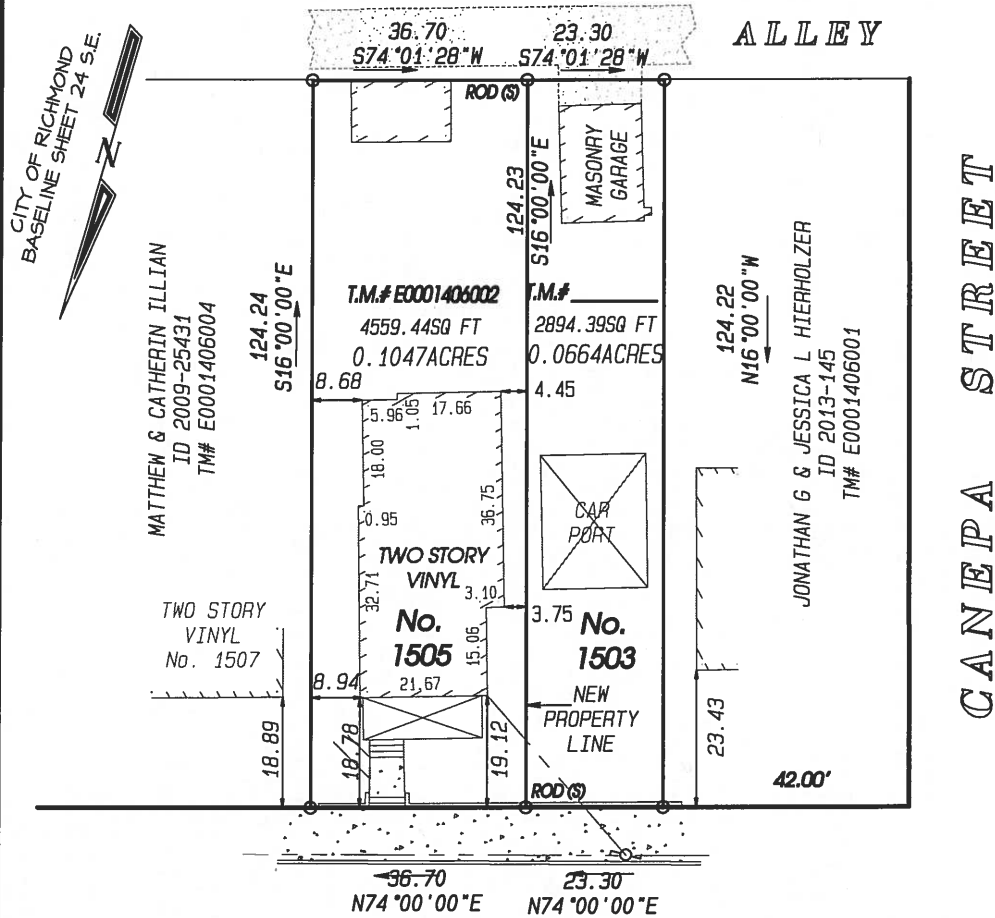 ALLEY
36.70
S74°01'28"W
23.30
S74°01'28"W
CITY OF RICHMOND
BASELINE SHEET 24 S.E.
N
ROD (S)
MASONRY
GARAGE
124.23
S16°00'00"E
MATTHEW & CATHERIN ILLIAN
ID 2009-25431
TM# E0001406004
124.24
S16°00'00"E
T.M.# E0001406002
4559.44SQ FT
0.1047ACRES
T.M.#
2894.39SQ FT
0.0664ACRES
124.22
N16°00'00"W
JONATHAN G & JESSICA L HIERHOLZER
ID 2013-145
TM# E0001406001
CANEPA STREET
8.68
4.45
5.96
1.05
17.66
18.00
36.75
0.95
CAR
PORT
TWO STORY
VINYL
32.71
3.10
3.75
No.
1505
15.06
No.
1503
TWO STORY
VINYL
No. 1507
8.94
21.67
NEW
PROPERTY
LINE
18.89
18.78
19.12
23.43
42.00'
ROD (S)
36.70
N74°00'00"E
23.30
N74°00'00"E